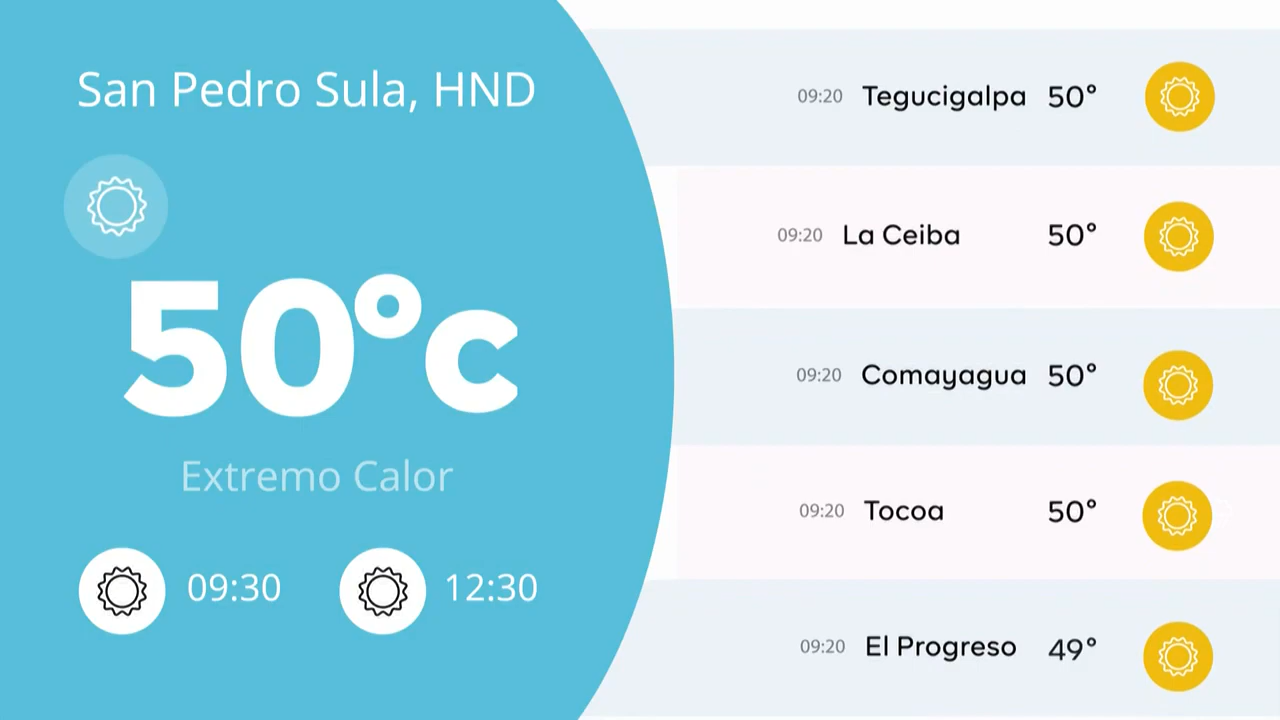 San Pedro Sula, HND
50°c
Extremo Calor
09:30 12:30
09:20 Tegucigalpa 50°
09:20 La Ceiba 50°
09:20 Comayagua 50°
09:20 Tocoa 50°
09:20 El Progreso 49°